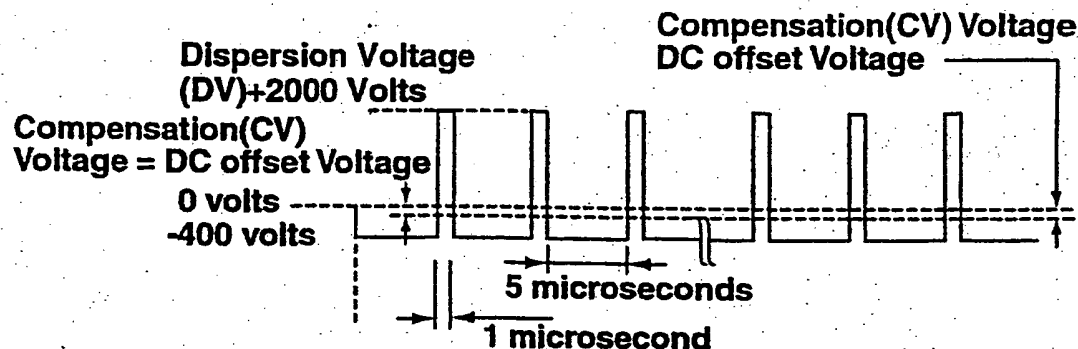 Dispersion Voltage
(DV)+2000 Volts
Compensation(CV)
Voltage = DC offset Voltage
0 volts
-400 volts
Compensation(CV) Voltage
DC offset Voltage
5 microseconds
1 microsecond